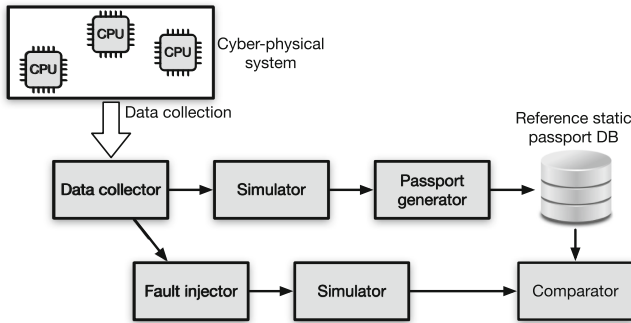 CPU
CPU
CPU
Cyber-physical
system
Data collection
Reference static
passport DB
Data collector
Simulator
Passport
generator
Fault injector
Simulator
Comparator